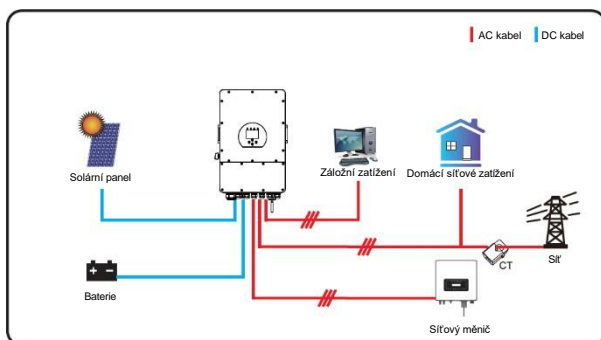 AC kabel
DC kabel
Solární panel
Záložní zatížení
Domácí síťové zatížení
CT
Síť
Baterie
Síťový měnič